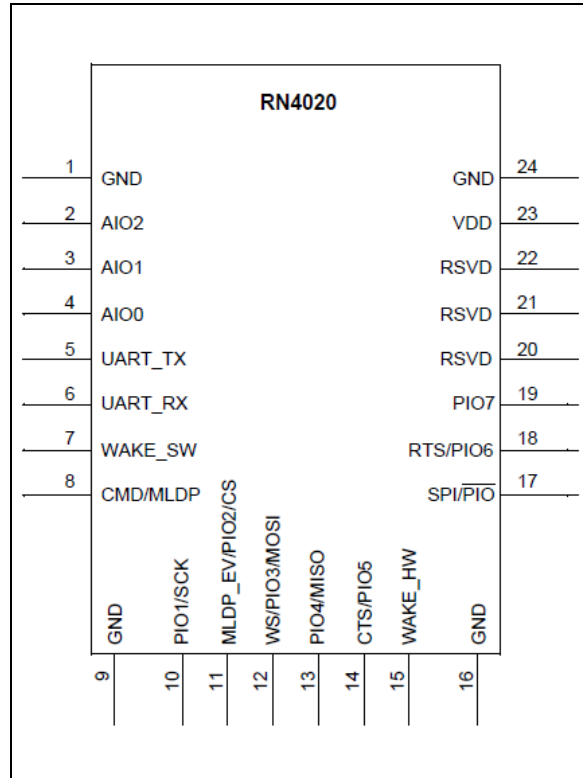 RN4020
1 GND
2 AIO2
3 AIO1
4 AIO0
5 UART_TX
6 UART_RX
7 WAKE_SW
8 CMD/MLDP
GND 24
VDD 23
RSVD 22
RSVD 21
RSVD 20
PIO7 19
RTS/PIO6 18
SPI/P̅I̅O̅ 17
GND 9
PIO1/SCK 10
MLDP_EV/PIO2/CS 11
WS/PIO3/MOSI 12
PIO4/MISO 13
CTS/PIO5 14
WAKE_HW 15
GND 16